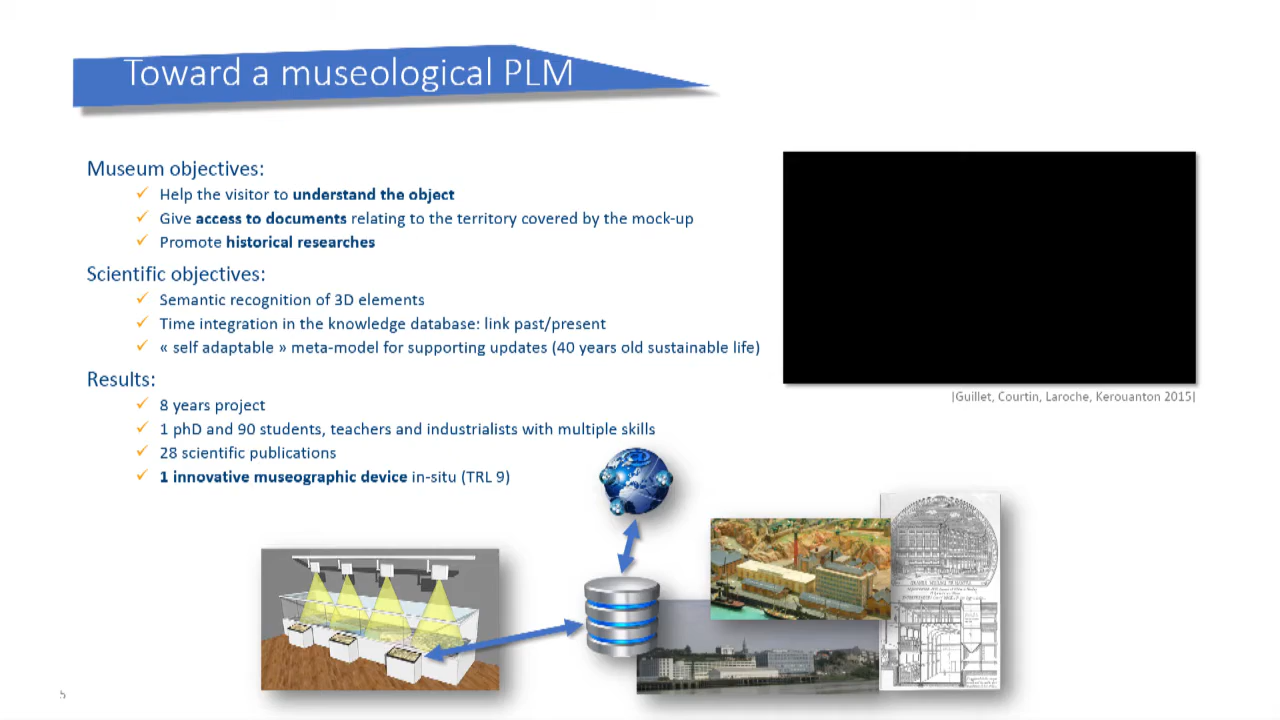 Toward a museological PLM
Museum objectives:
✓ Help the visitor to understand the object
✓ Give access to documents relating to the territory covered by the mock-up
✓ Promote historical researches
Scientific objectives:
✓ Semantic recognition of 3D elements
✓ Time integration in the knowledge database: link past/present
✓ « self adaptable » meta-model for supporting updates (40 years old sustainable life)
Results:
✓ 8 years project
✓ 1 phD and 90 students, teachers and industrialists with multiple skills
✓ 28 scientific publications
✓ 1 innovative museographic device in-situ (TRL 9)
|Guillet, Courtin, Laroche, Kerouanton 2015|
5